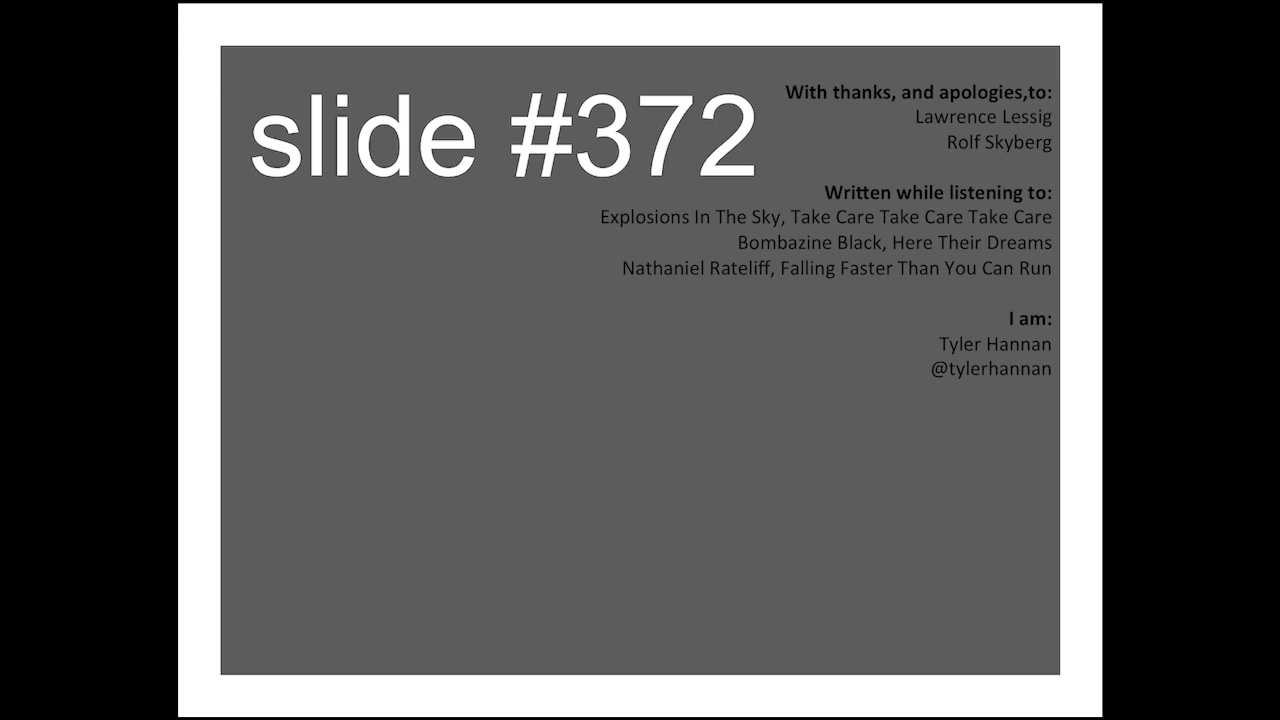 slide #372
With thanks, and apologies,to:
Lawrence Lessig
Rolf Skyberg
Written while listening to:
Explosions In The Sky, Take Care Take Care Take Care
Bombazine Black, Here Their Dreams
Nathaniel Rateliff, Falling Faster Than You Can Run
I am:
Tyler Hannan
@tylerhannan